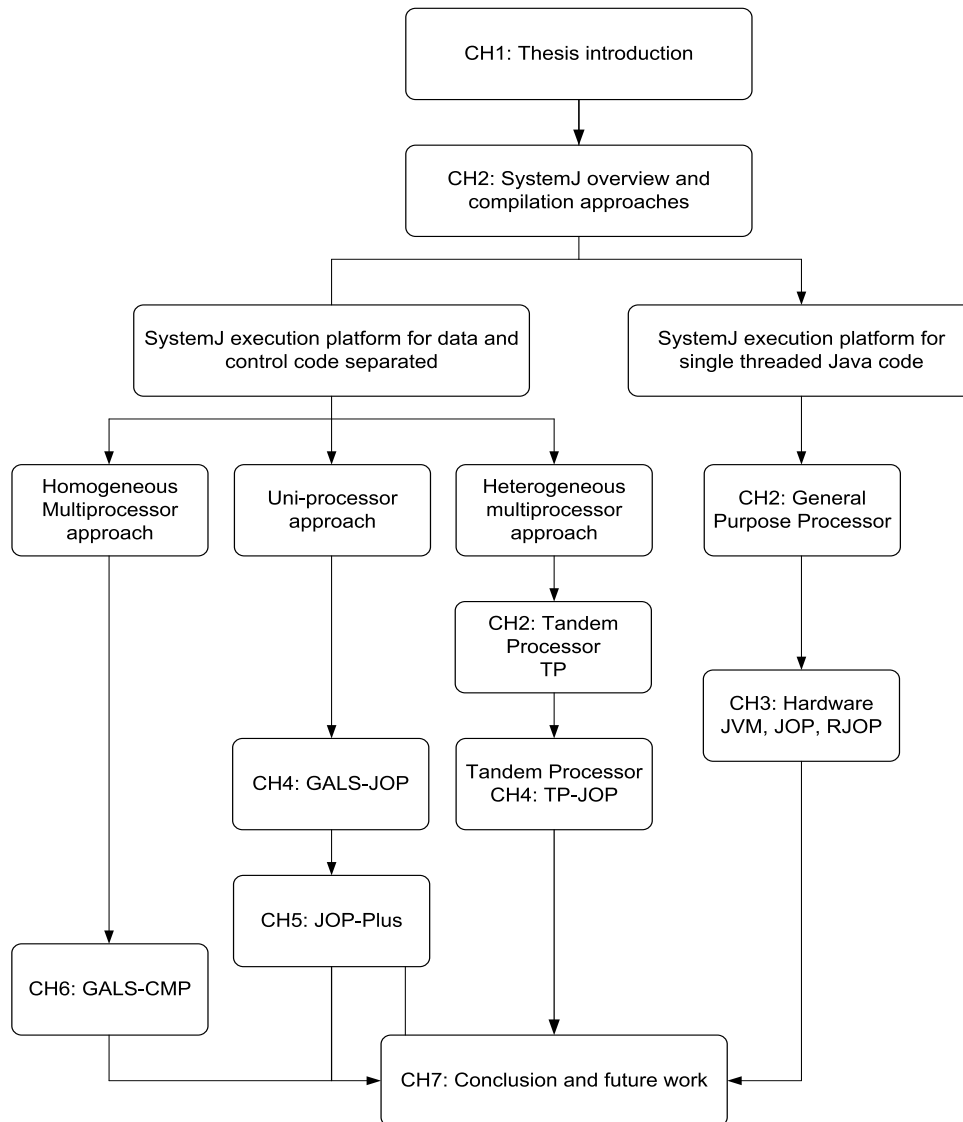 CH1: Thesis introduction
CH2: SystemJ overview and
compilation approaches
SystemJ execution platform for data and
control code separated
SystemJ execution platform for
single threaded Java code
Homogeneous
Multiprocessor
approach
Uni-processor
approach
Heterogeneous
multiprocessor
approach
CH2: General
Purpose Processor
CH2: Tandem
Processor
TP
CH3: Hardware
JVM, JOP, RJOP
CH4: GALS-JOP
Tandem Processor
CH4: TP-JOP
CH5: JOP-Plus
CH6: GALS-CMP
CH7: Conclusion and future work